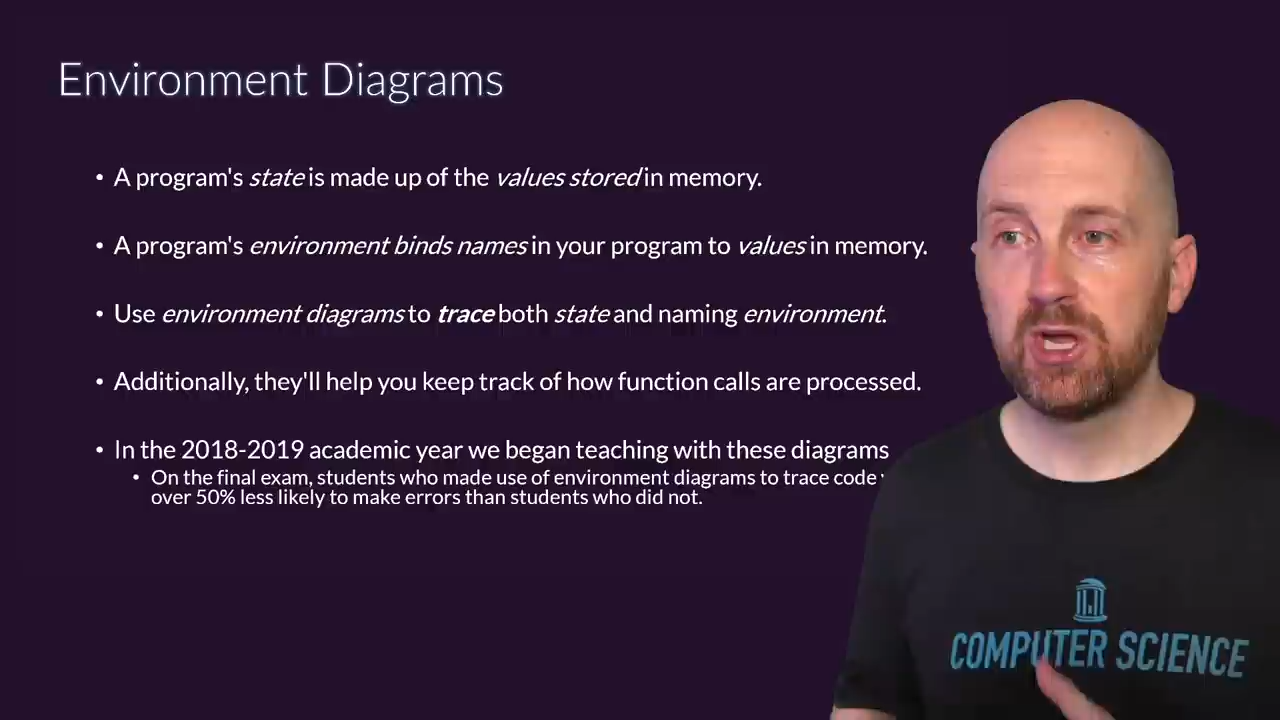 Environment Diagrams
• A program's state is made up of the values stored in memory.
• A program's environment binds names in your program to values in memory.
• Use environment diagrams to trace both state and naming environment.
• Additionally, they'll help you keep track of how function calls are processed.
• In the 2018-2019 academic year we began teaching with these diagrams
• On the final exam, students who made use of environment diagrams to trace code
over 50% less likely to make errors than students who did not.
COMPUTER SCIENCE